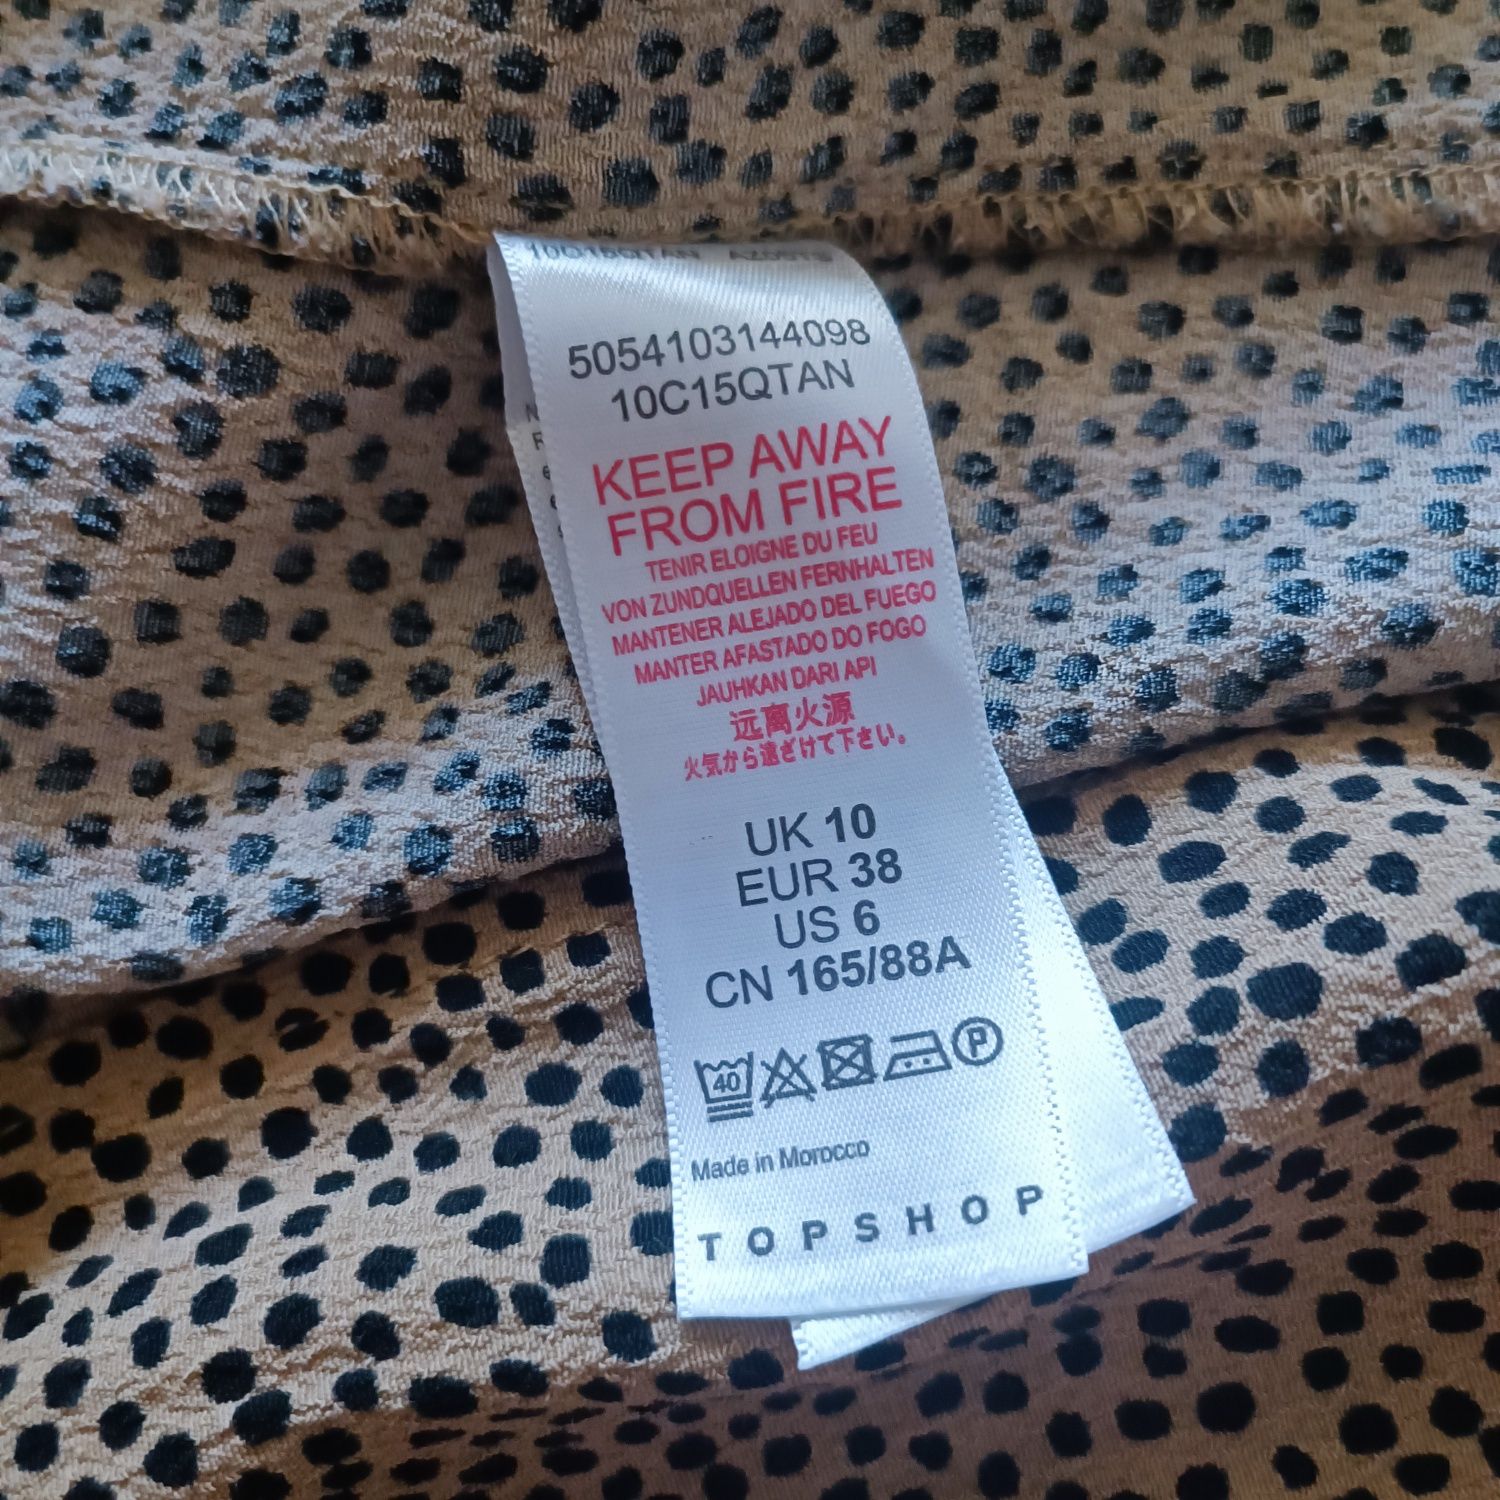 5054103144098
10C15QTAN
KEEP AWAY
FROM FIRE
TENIR ELOIGNE DU FEU
VON ZUNDQUELLEN FERNHALTEN
MANTENER ALEJADO DEL FUEGO
MANTER AFASTADO DO FOGO
JAUHKAN DARI API
远离火源
火気から遠ざけて下さい。
UK 10
EUR 38
US 6
CN 165/88A
40 P
Made in Morocco
TOPSHOP